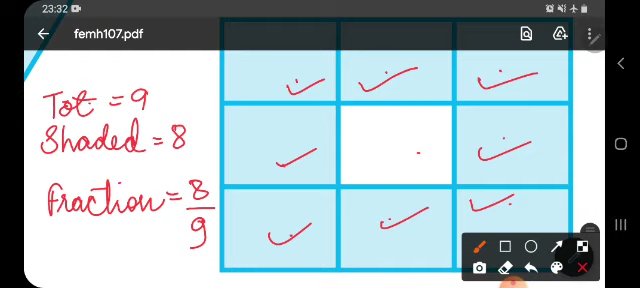 23:32
femh107.pdf
Tot = 9
Shaded = 8
Fraction = 8/9